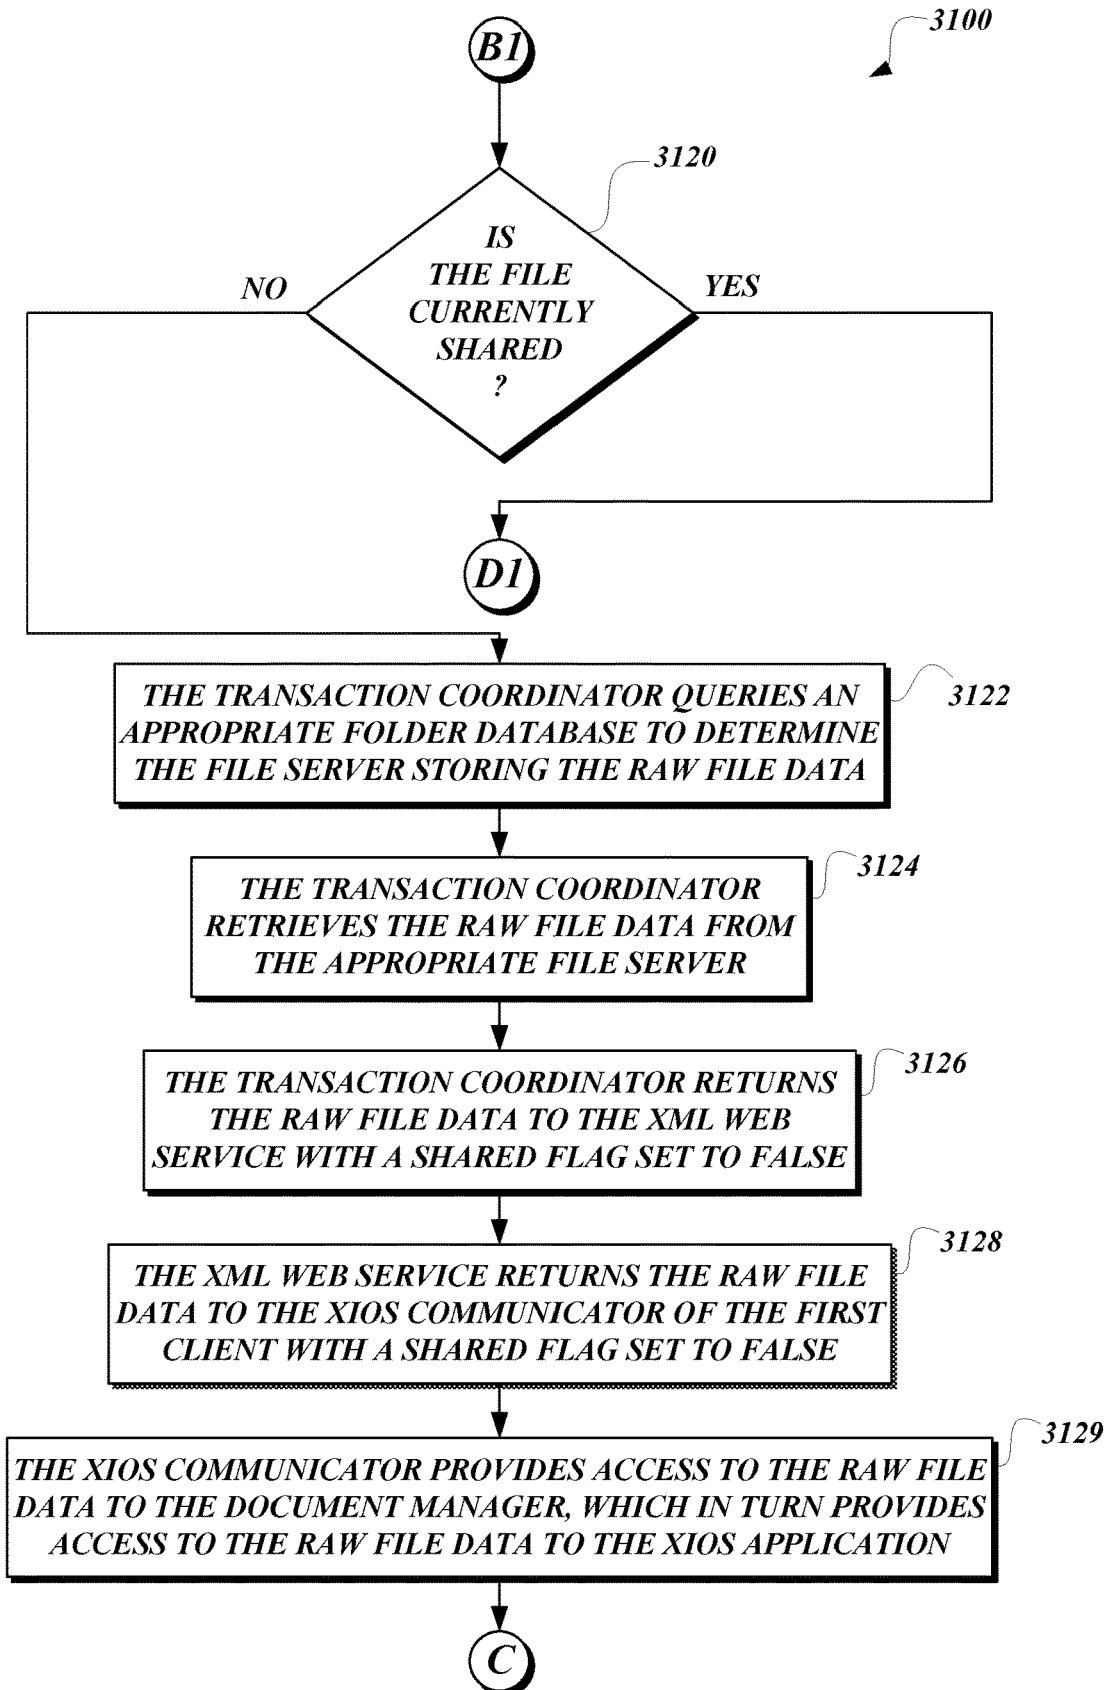 B1
3100
3120
IS
THE FILE
CURRENTLY
SHARED
?
NO
YES
D1
THE TRANSACTION COORDINATOR QUERIES AN
APPROPRIATE FOLDER DATABASE TO DETERMINE
THE FILE SERVER STORING THE RAW FILE DATA
3122
THE TRANSACTION COORDINATOR
RETRIEVES THE RAW FILE DATA FROM
THE APPROPRIATE FILE SERVER
3124
THE TRANSACTION COORDINATOR RETURNS
THE RAW FILE DATA TO THE XML WEB
SERVICE WITH A SHARED FLAG SET TO FALSE
3126
THE XML WEB SERVICE RETURNS THE RAW FILE
DATA TO THE XIOS COMMUNICATOR OF THE FIRST
CLIENT WITH A SHARED FLAG SET TO FALSE
3128
THE XIOS COMMUNICATOR PROVIDES ACCESS TO THE RAW FILE
DATA TO THE DOCUMENT MANAGER, WHICH IN TURN PROVIDES
ACCESS TO THE RAW FILE DATA TO THE XIOS APPLICATION
3129
C